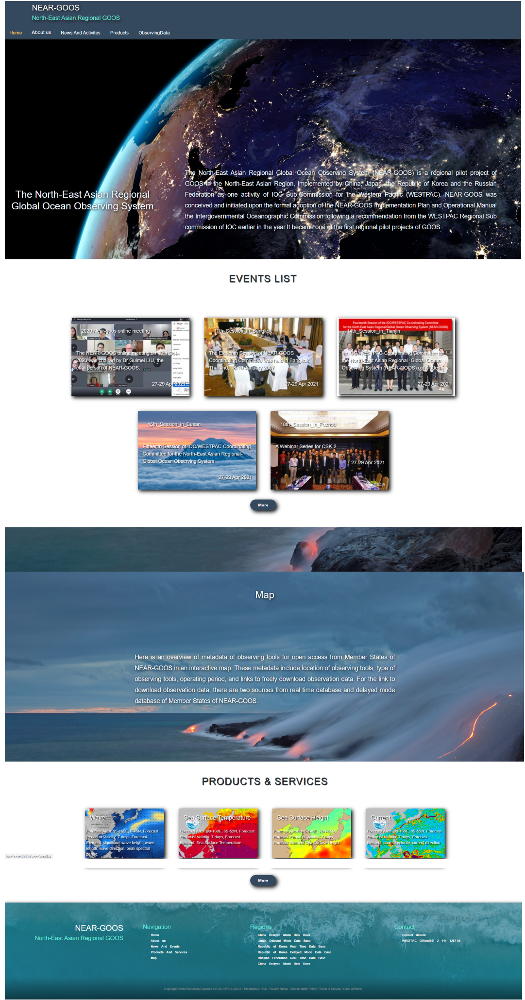 NEAR-GOOS
North-East Asian Regional GOOS
Home
About us
News And Activites
Products
ObservingData
The North-East Asian Regional Global Ocean Observing System (NEAR-GOOS) is a regional pilot project of
GOOS in the North-East Asian Region, implemented by China, Japan, the Republic of Korea and the Russian
Federation as one activity of IOC Sub-Commission for the Western Pacific (WESTPAC). NEAR-GOOS was
conceived and initiated upon the formal adoption of the NEAR-GOOS Implementation Plan and Operational Manual
the Intergovernmental Oceanographic Commission following a recommendation from the WESTPAC Regional Sub
commission of IOC earlier in the year.It became one of the first regional pilot projects of GOOS.
The North-East Asian Regional
Global Ocean Observing System
EVENTS LIST
2020 Near-goos online meeting
The NEAR-GOOS online meeting on 19th Oct
2020 was chaired by Dr Guimei LIU, the
chairperson of NEAR-GOOS.
27-29 Apr 2021
11th_Session_in_Bangkok
The Eleventh Session of NEAR-GOOS
Coordinating Committee was held in Bangkok,
Thailand, 18-19 January 2007
27-29 Apr 2021
Fourteenth Session of the IOC/WESTPAC Co-ordinating Committee
for the North-East Asian Regional/Global Ocean Observing System (NEAR-GOOS)
14th_Session_in_Tianjin
he IOC/WESTPAC Coordinating Committee for
the North-East Asian Regional- Global Ocean
Observing System (NEAR-GOOS) concluded
27-29 Apr 2021
15th_Session_in_Busan
Fifteenth Session of IOC/WESTPAC Coordinating
Committee for the North-East Asian Regional-
Global Ocean Observing System
27-29 Apr 2021
18th_Session_in_Fuzhou
A Webinar Series for CSK-2
27-29 Apr 2021
More
Map
Here is an overview of metadata of observing tools for open access from Member States of
NEAR-GOOS in an interactive map. These metadata include location of observing tools, type of
observing tools, operating period, and links to freely download observation data. For the link to
download observation data, there are two sources from real time database and delayed mode
database of Member States of NEAR-GOOS.
PRODUCTS & SERVICES
Wave
Forecast Area: 95-165E, 0-45N, Forecast
Period of Validity: 7 days; Forecast
Element: significant wave height, wave
length, wave direction, peak spectral
period;
Sea Surface Temperature
Forecast Area: 99-160E, 8S-52N, Forecast
Period of Validity: 7 days; Forecast
Element: Sea Surface Temperature
Sea Surface Height
Forecast Area: 115-145E, 20N-55N;
Forecast Period of Validity: 7 days;
Forecast Element:Sea Surface Height
Current
Forecast Area: 99-160E, 8S-52N, Forecast
Period of Validity: 7 days; Forecast
Element: current velocity, current direction
localhost:8080/EventDetail/4
More
NEAR-GOOS
North-East Asian Regional GOOS
Navigation
Home
About us
News And Events
Products And Services
Map
Regions
China Delayed Mode Data Base
Japan Delayed Mode Data Base
Republic of Korea Real Time Data Base
Republic of Korea Delayed Mode Data Base
Russian Federation Real Time Data Base
China Delayed Mode Data Base
Contact
Contact details:
WESTPAC Office:(66) 2 141 1287-89
Copyright North-East Asian Regional GOOS (NEAR-GOOS). Established 1996 . Privacy Notice | Sustainability Policy | Terms of Service | Code of Ethics